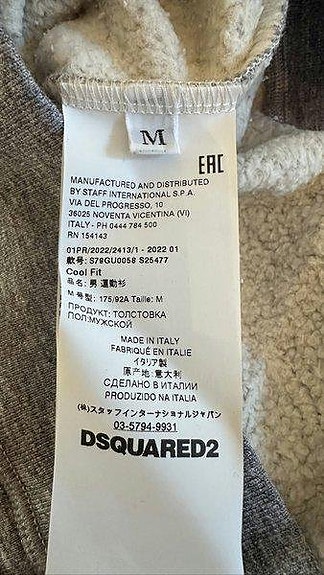 M
EAC
MANUFACTURED AND DISTRIBUTED
BY STAFF INTERNATIONAL S.P.A.
VIA DEL PROGRESSO, 10
36025 NOVENTA VICENTINA (VI)
ITALY - PH 0444 784 500
RN 154143
01PR/2022/2413/1 - 2022 01
款号: S79GU0058 S25477
Cool Fit
品名: 男 運動衫
M 号型: 175/92A Taille: M
ПРОДУКТ: ТОЛСТОВКА
ПОЛ:МУЖСКОЙ
MADE IN ITALY
FABRIQUÉ EN ITALIE
イタリア製
原产地: 意大利
СДЕЛАНО В ИТАЛИИ
PRODUZIDO NA ITALIA
(株)スタッフインターナショナルジャパン
03-5794-9931
DSQUARED2